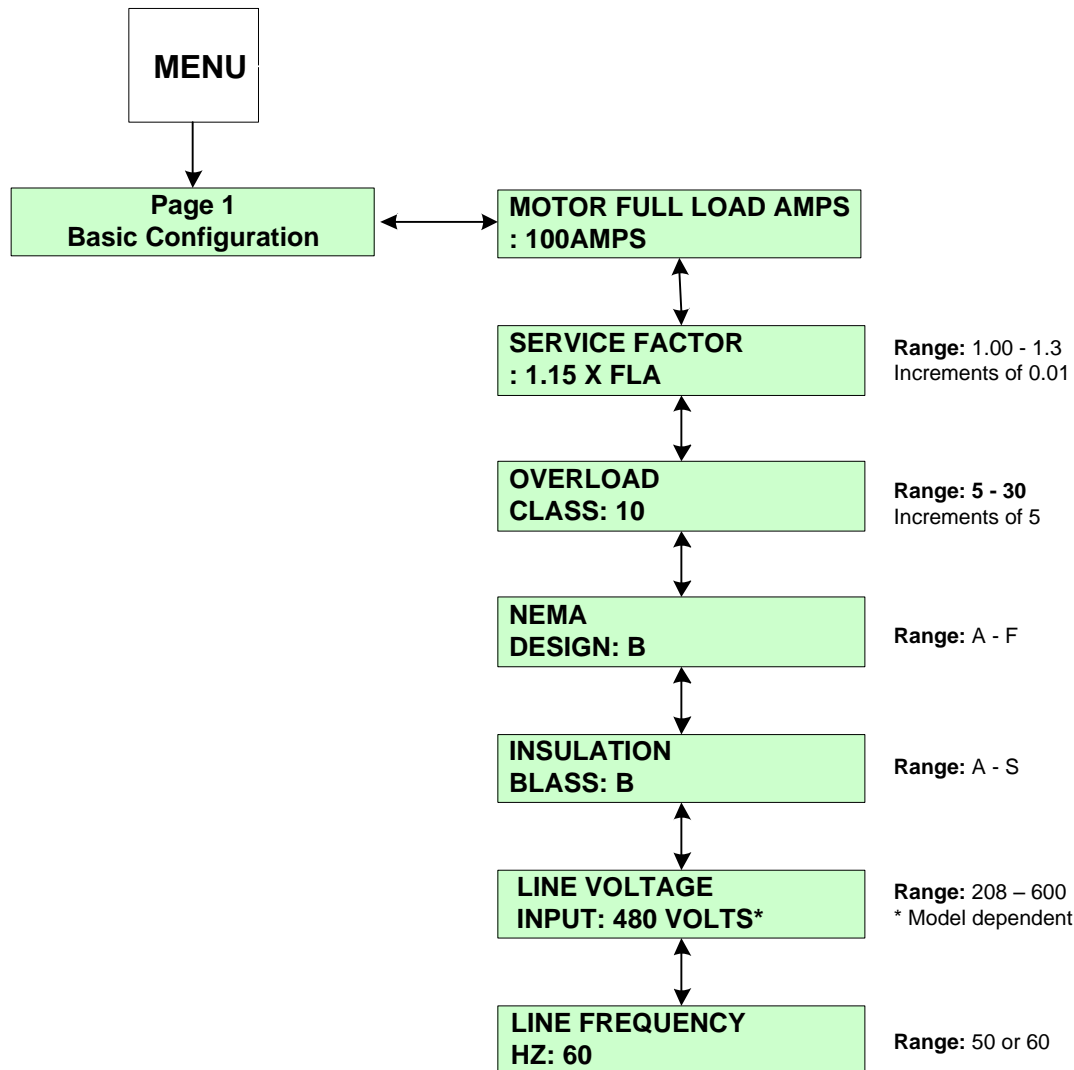 MENU
Page 1
Basic Configuration
MOTOR FULL LOAD AMPS
: 100AMPS
SERVICE FACTOR
: 1.15 X FLA
Range: 1.00 - 1.3
Increments of 0.01
OVERLOAD
CLASS: 10
Range: 5 - 30
Increments of 5
NEMA
DESIGN: B
Range: A - F
INSULATION
BLASS: B
Range: A - S
LINE VOLTAGE
INPUT: 480 VOLTS*
Range: 208 – 600
* Model dependent
LINE FREQUENCY
HZ: 60
Range: 50 or 60